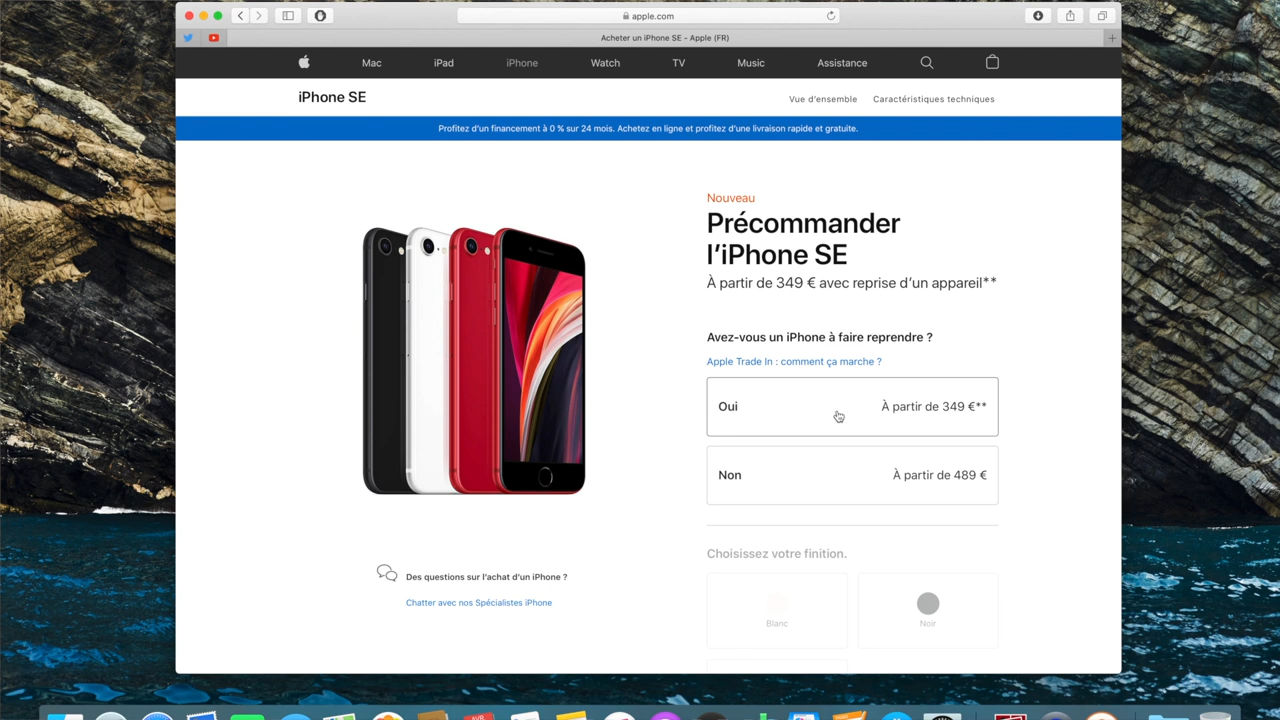 apple.com
Acheter un iPhone SE - Apple (FR)
Mac iPad iPhone Watch TV Music Assistance
iPhone SE
Vue d'ensemble Caractéristiques techniques
Profitez d'un financement à 0 % sur 24 mois. Achetez en ligne et profitez d'une livraison rapide et gratuite.
Nouveau
Précommander
l'iPhone SE
À partir de 349 € avec reprise d'un appareil**
Avez-vous un iPhone à faire reprendre ?
Apple Trade In : comment ça marche ?
Oui À partir de 349 €**
Non À partir de 489 €
Choisissez votre finition.
Blanc Noir
Des questions sur l'achat d'un iPhone ?
Chatter avec nos Spécialistes iPhone
AVR.